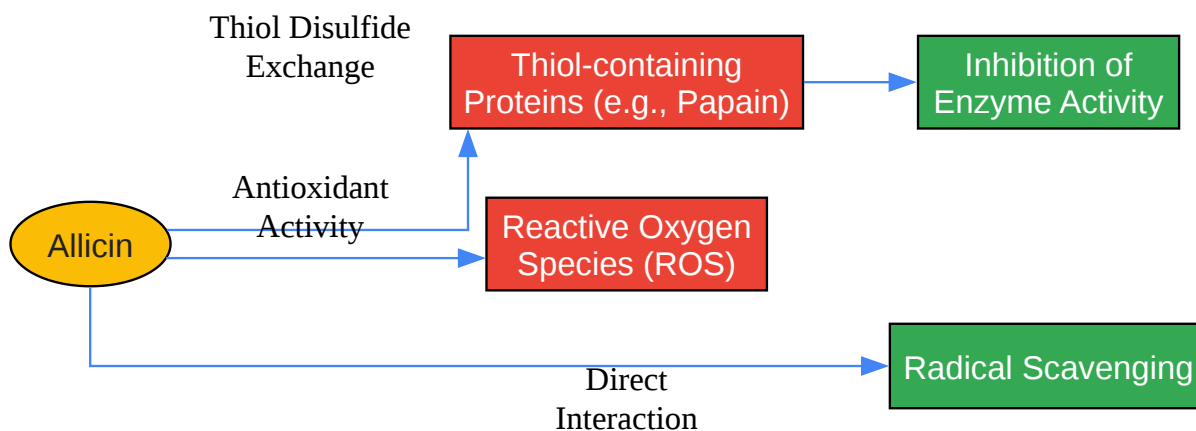 Thiol Disulfide
Exchange
Thiol-containing
Proteins (e.g., Papain)
Inhibition of
Enzyme Activity
Antioxidant
Activity
Allicin
Reactive Oxygen
Species (ROS)
Radical Scavenging
Direct
Interaction